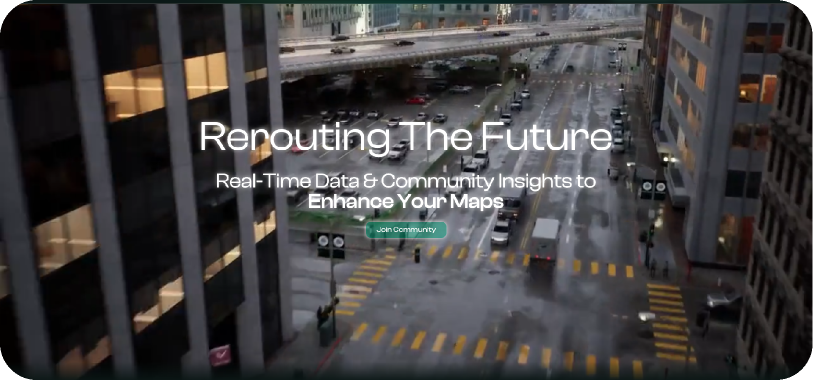 Rerouting The Future
Real-Time Data & Community Insights to
Enhance Your Maps
Join Community